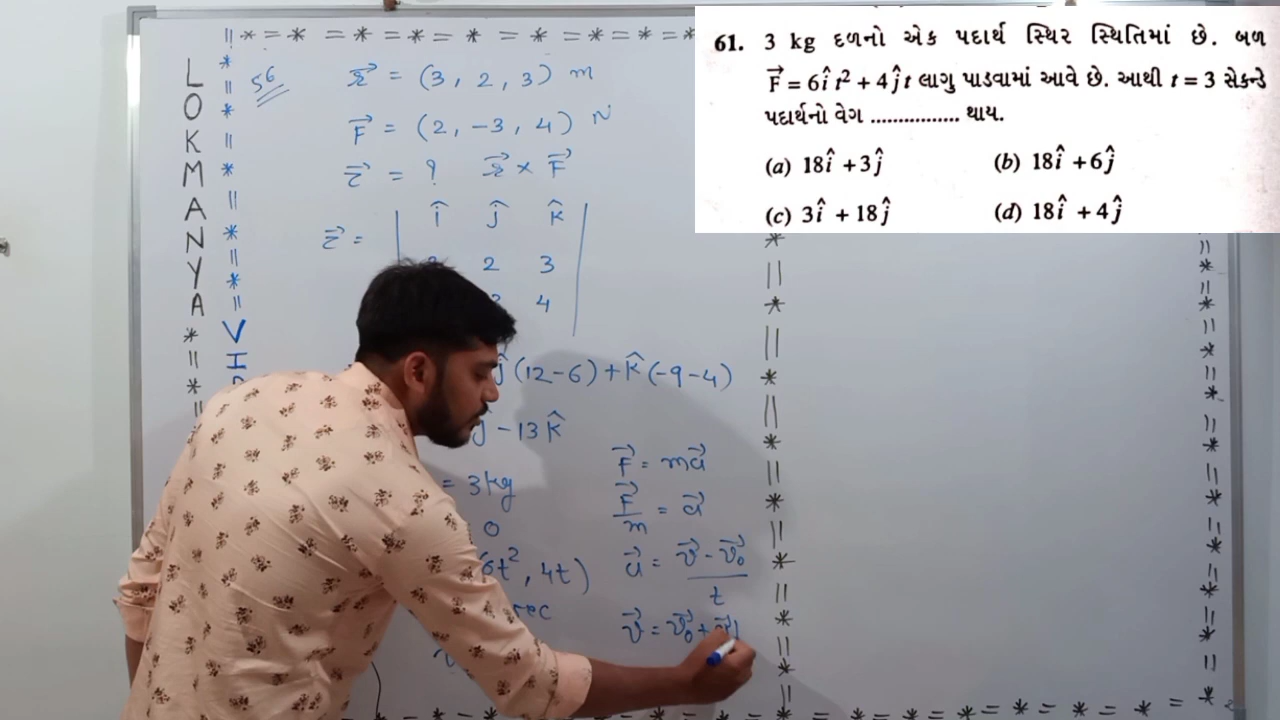 !! * = * = * = * = * = * = * = * = *
L O K M A N Y A * !! *
V I
56
r⃗ = (3, 2, 3) m
F⃗ = (2, -3, 4) N
τ⃗ = ? r⃗ × F⃗
τ⃗ =
î ĵ k̂
2 3
4
ĵ(12-6)+k̂(-9-4)
-13k̂
= 3kg
0
6t², 4t)
sec
F⃗ = ma⃗
F⃗/m = a⃗
a⃗ = v⃗ - v⃗₀ / t
v⃗ = v⃗₀ +
61. 3 kg દળનો એક પદાર્થ સ્થિર સ્થિતિમાં છે. બળ
F⃗ = 6î t² + 4ĵt લાગુ પાડવામાં આવે છે. આથી t = 3 સેકન્ડે
પદાર્થનો વેગ ................ થાય.
(a) 18î +3ĵ (b) 18î +6ĵ
(c) 3î + 18ĵ (d) 18î +4ĵ